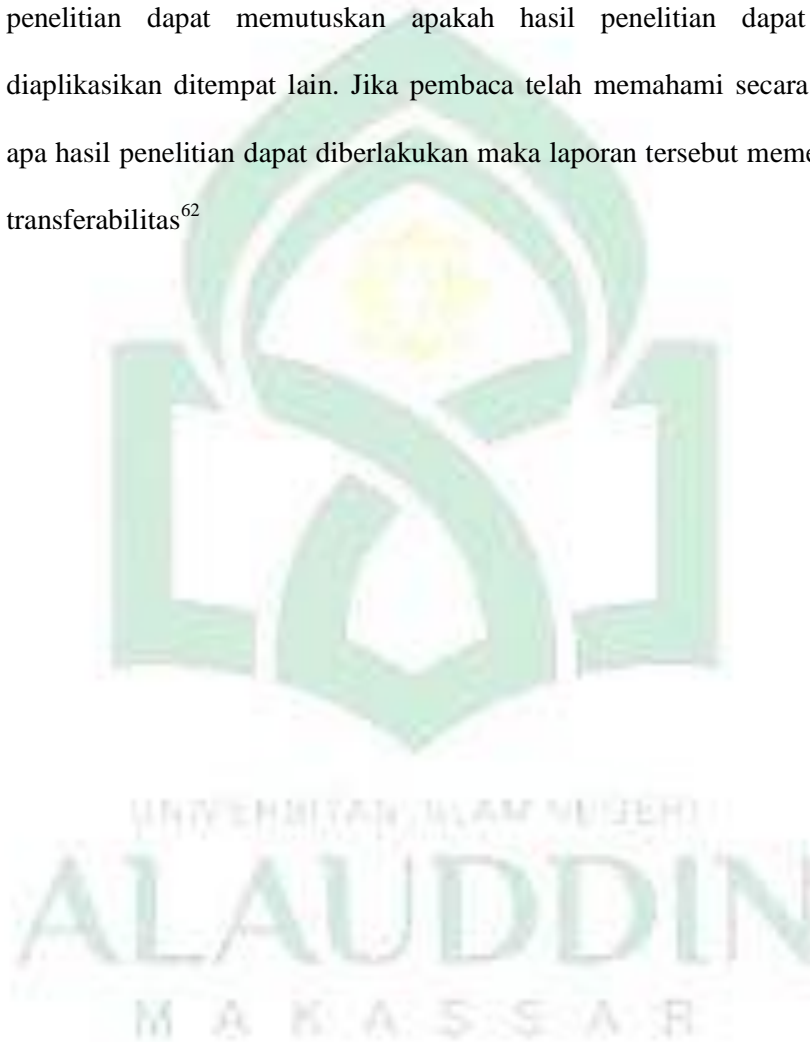 penelitian dapat memutuskan apakah hasil penelitian dapat
diaplikasikan ditempat lain. Jika pembaca telah memahami secara
apa hasil penelitian dapat diberlakukan maka laporan tersebut
transferabilitas⁶²
UNIVERSITAS ISLAM NEGERI
ALAUDDIN
MAKASSAR